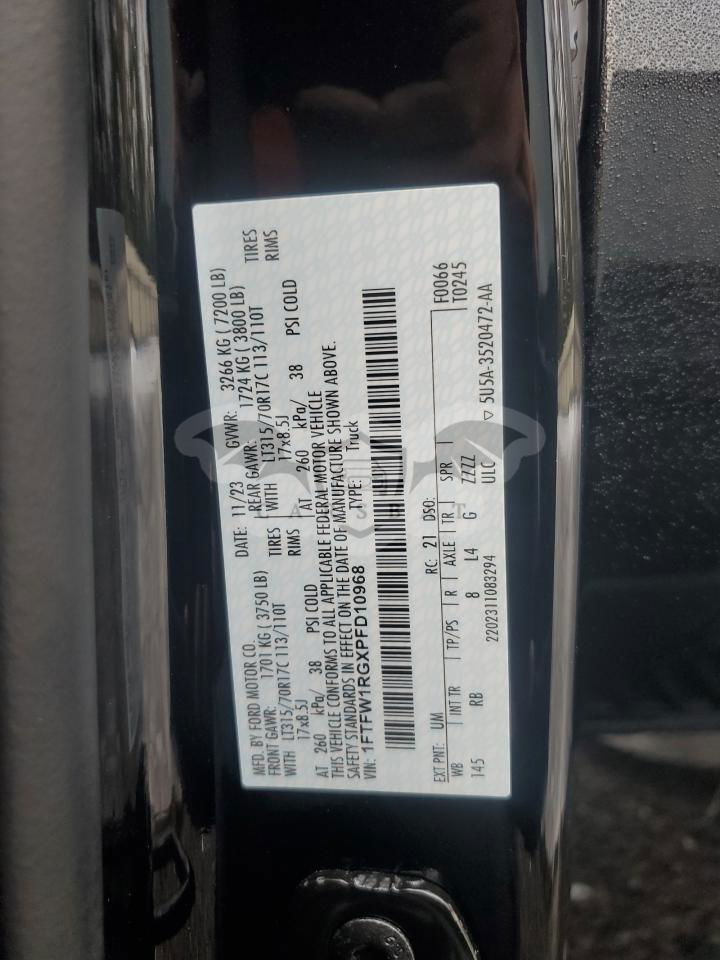 MFD. BY FORD MOTOR CO. DATE: 11/23 GVWR: 3266 KG ( 7200 LB)
FRONT GAWR: 1701 KG ( 3750 LB) REAR GAWR: 1724 KG ( 3800 LB)
WITH LT315/70R17C 113/110T TIRES WITH LT315/70R17C 113/110T TIRES
17x8.5J RIMS 17x8.5J RIMS
AT 260 kPa/ 38 PSI COLD AT 260 kPa/ 38 PSI COLD
THIS VEHICLE CONFORMS TO ALL APPLICABLE FEDERAL MOTOR VEHICLE
SAFETY STANDARDS IN EFFECT ON THE DATE OF MANUFACTURE SHOWN ABOVE.
VIN: 1FTFW1RGXPFD10968 TYPE: Truck
F0066
EXT PNT: UM RC: 21 DSO: T0245
WB INT TR TP/PS R AXLE TR SPR
145 RB 8 L4 G ZZZZ
2202311083294 ULC ▽ 5U5A-3520472-AA